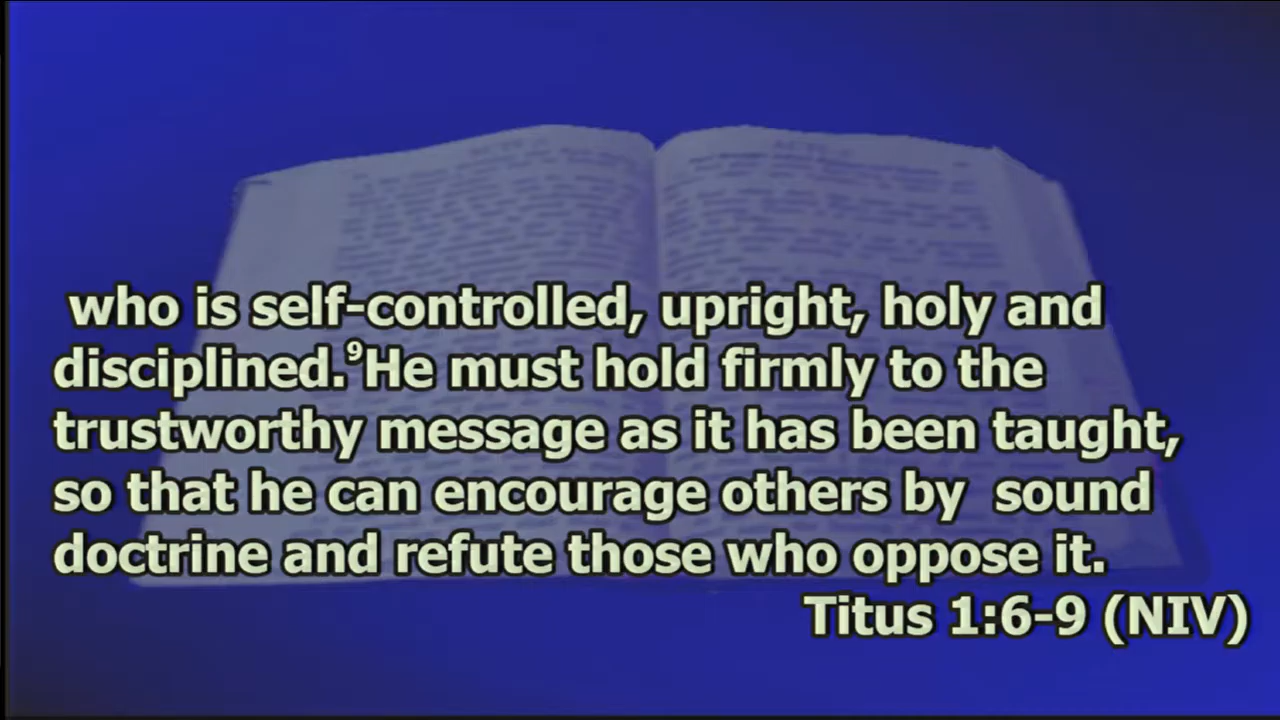 who is self-controlled, upright, holy and
disciplined.⁹He must hold firmly to the
trustworthy message as it has been taught,
so that he can encourage others by  sound
doctrine and refute those who oppose it.
Titus 1:6-9 (NIV)